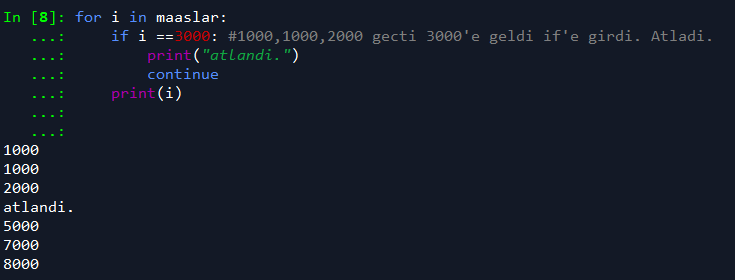 In [8]: for i in maaslar:
   ...:     if i ==3000: #1000,1000,2000 gecti 3000'e geldi if'e girdi. Atladi.
   ...:         print("atlandi.")
   ...:         continue
   ...:     print(i)
   ...:
   ...:
1000
1000
2000
atlandi.
5000
7000
8000